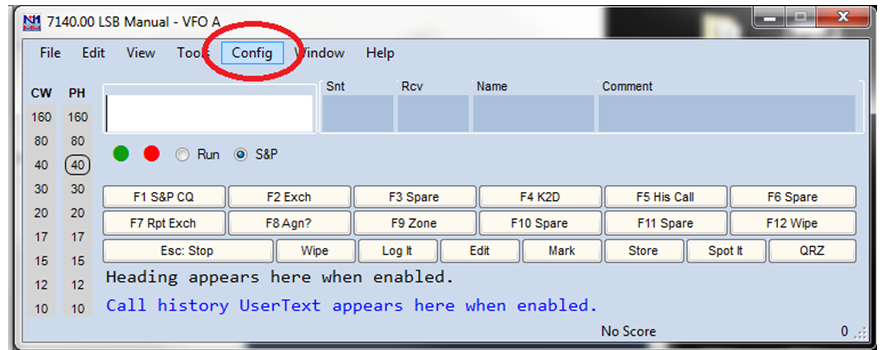 7140.00 LSB Manual - VFO A
File Edit View Tools Config Window Help
Snt Rcv Name Comment
CW PH
160 160
80 80
Run S&P
40 40
30 30
F1 S&P CQ F2 Exch F3 Spare F4 K2D F5 His Call F6 Spare
20 20
F7 Rpt Exch F8 Agn? F9 Zone F10 Spare F11 Spare F12 Wipe
17 17
Esc: Stop Wipe Log It Edit Mark Store Spot It QRZ
15 15
Heading appears here when enabled.
12 12
Call history UserText appears here when enabled.
10 10
No Score 0